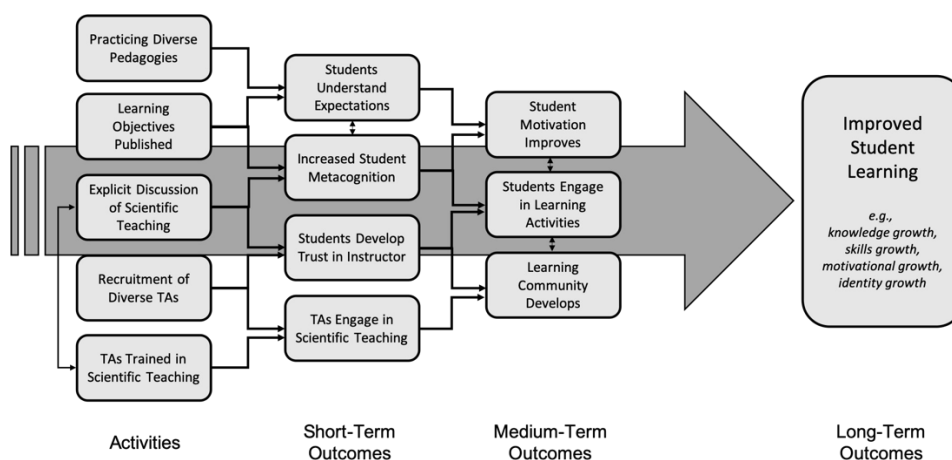 Practicing Diverse
Pedagogies
Learning
Objectives
Published
Explicit Discussion
of Scientific
Teaching
Recruitment of
Diverse TAs
TAs Trained in
Scientific Teaching
Activities
Students
Understand
Expectations
Increased Student
Metacognition
Students Develop
Trust in Instructor
TAs Engage in
Scientific Teaching
Short-Term
Outcomes
Student
Motivation
Improves
Students Engage
in Learning
Activities
Learning
Community
Develops
Medium-Term
Outcomes
Improved
Student
Learning
e.g.,
knowledge growth,
skills growth,
motivational growth,
identity growth
Long-Term
Outcomes